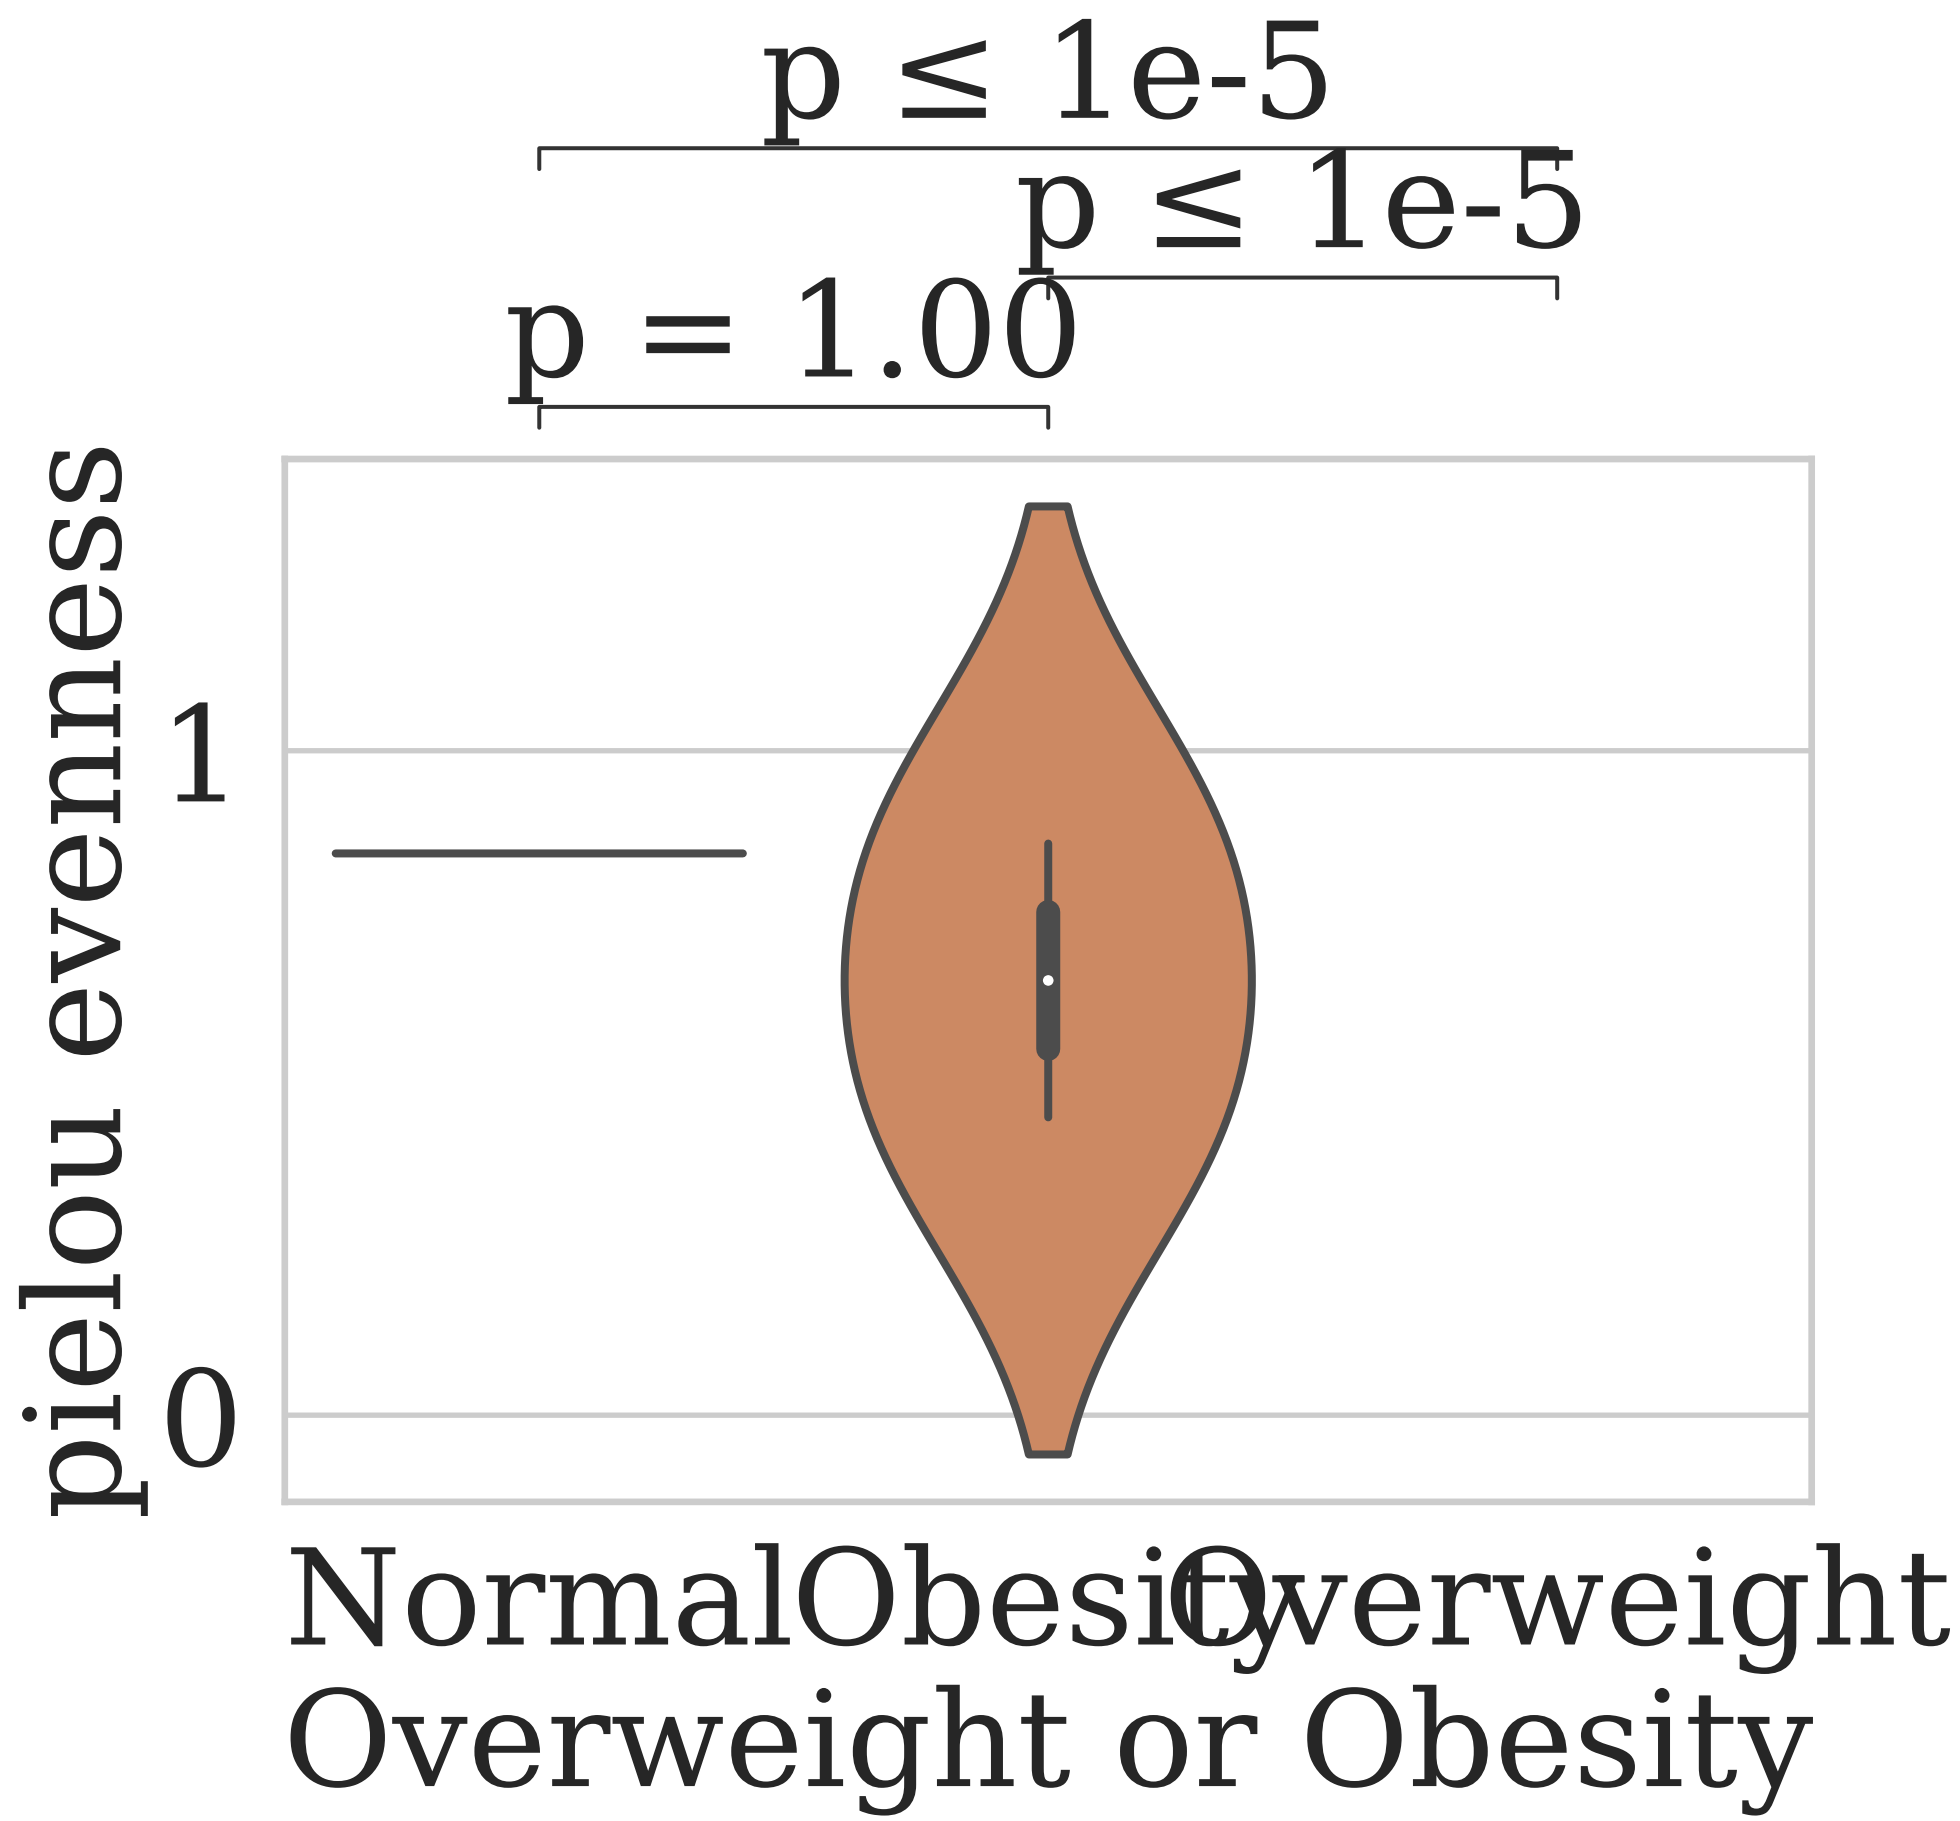 p ≤ 1e-5
p ≤ 1e-5
p = 1.00
pielou evenness
1
0
Normal
Obesity
Overweight
Overweight or Obesity